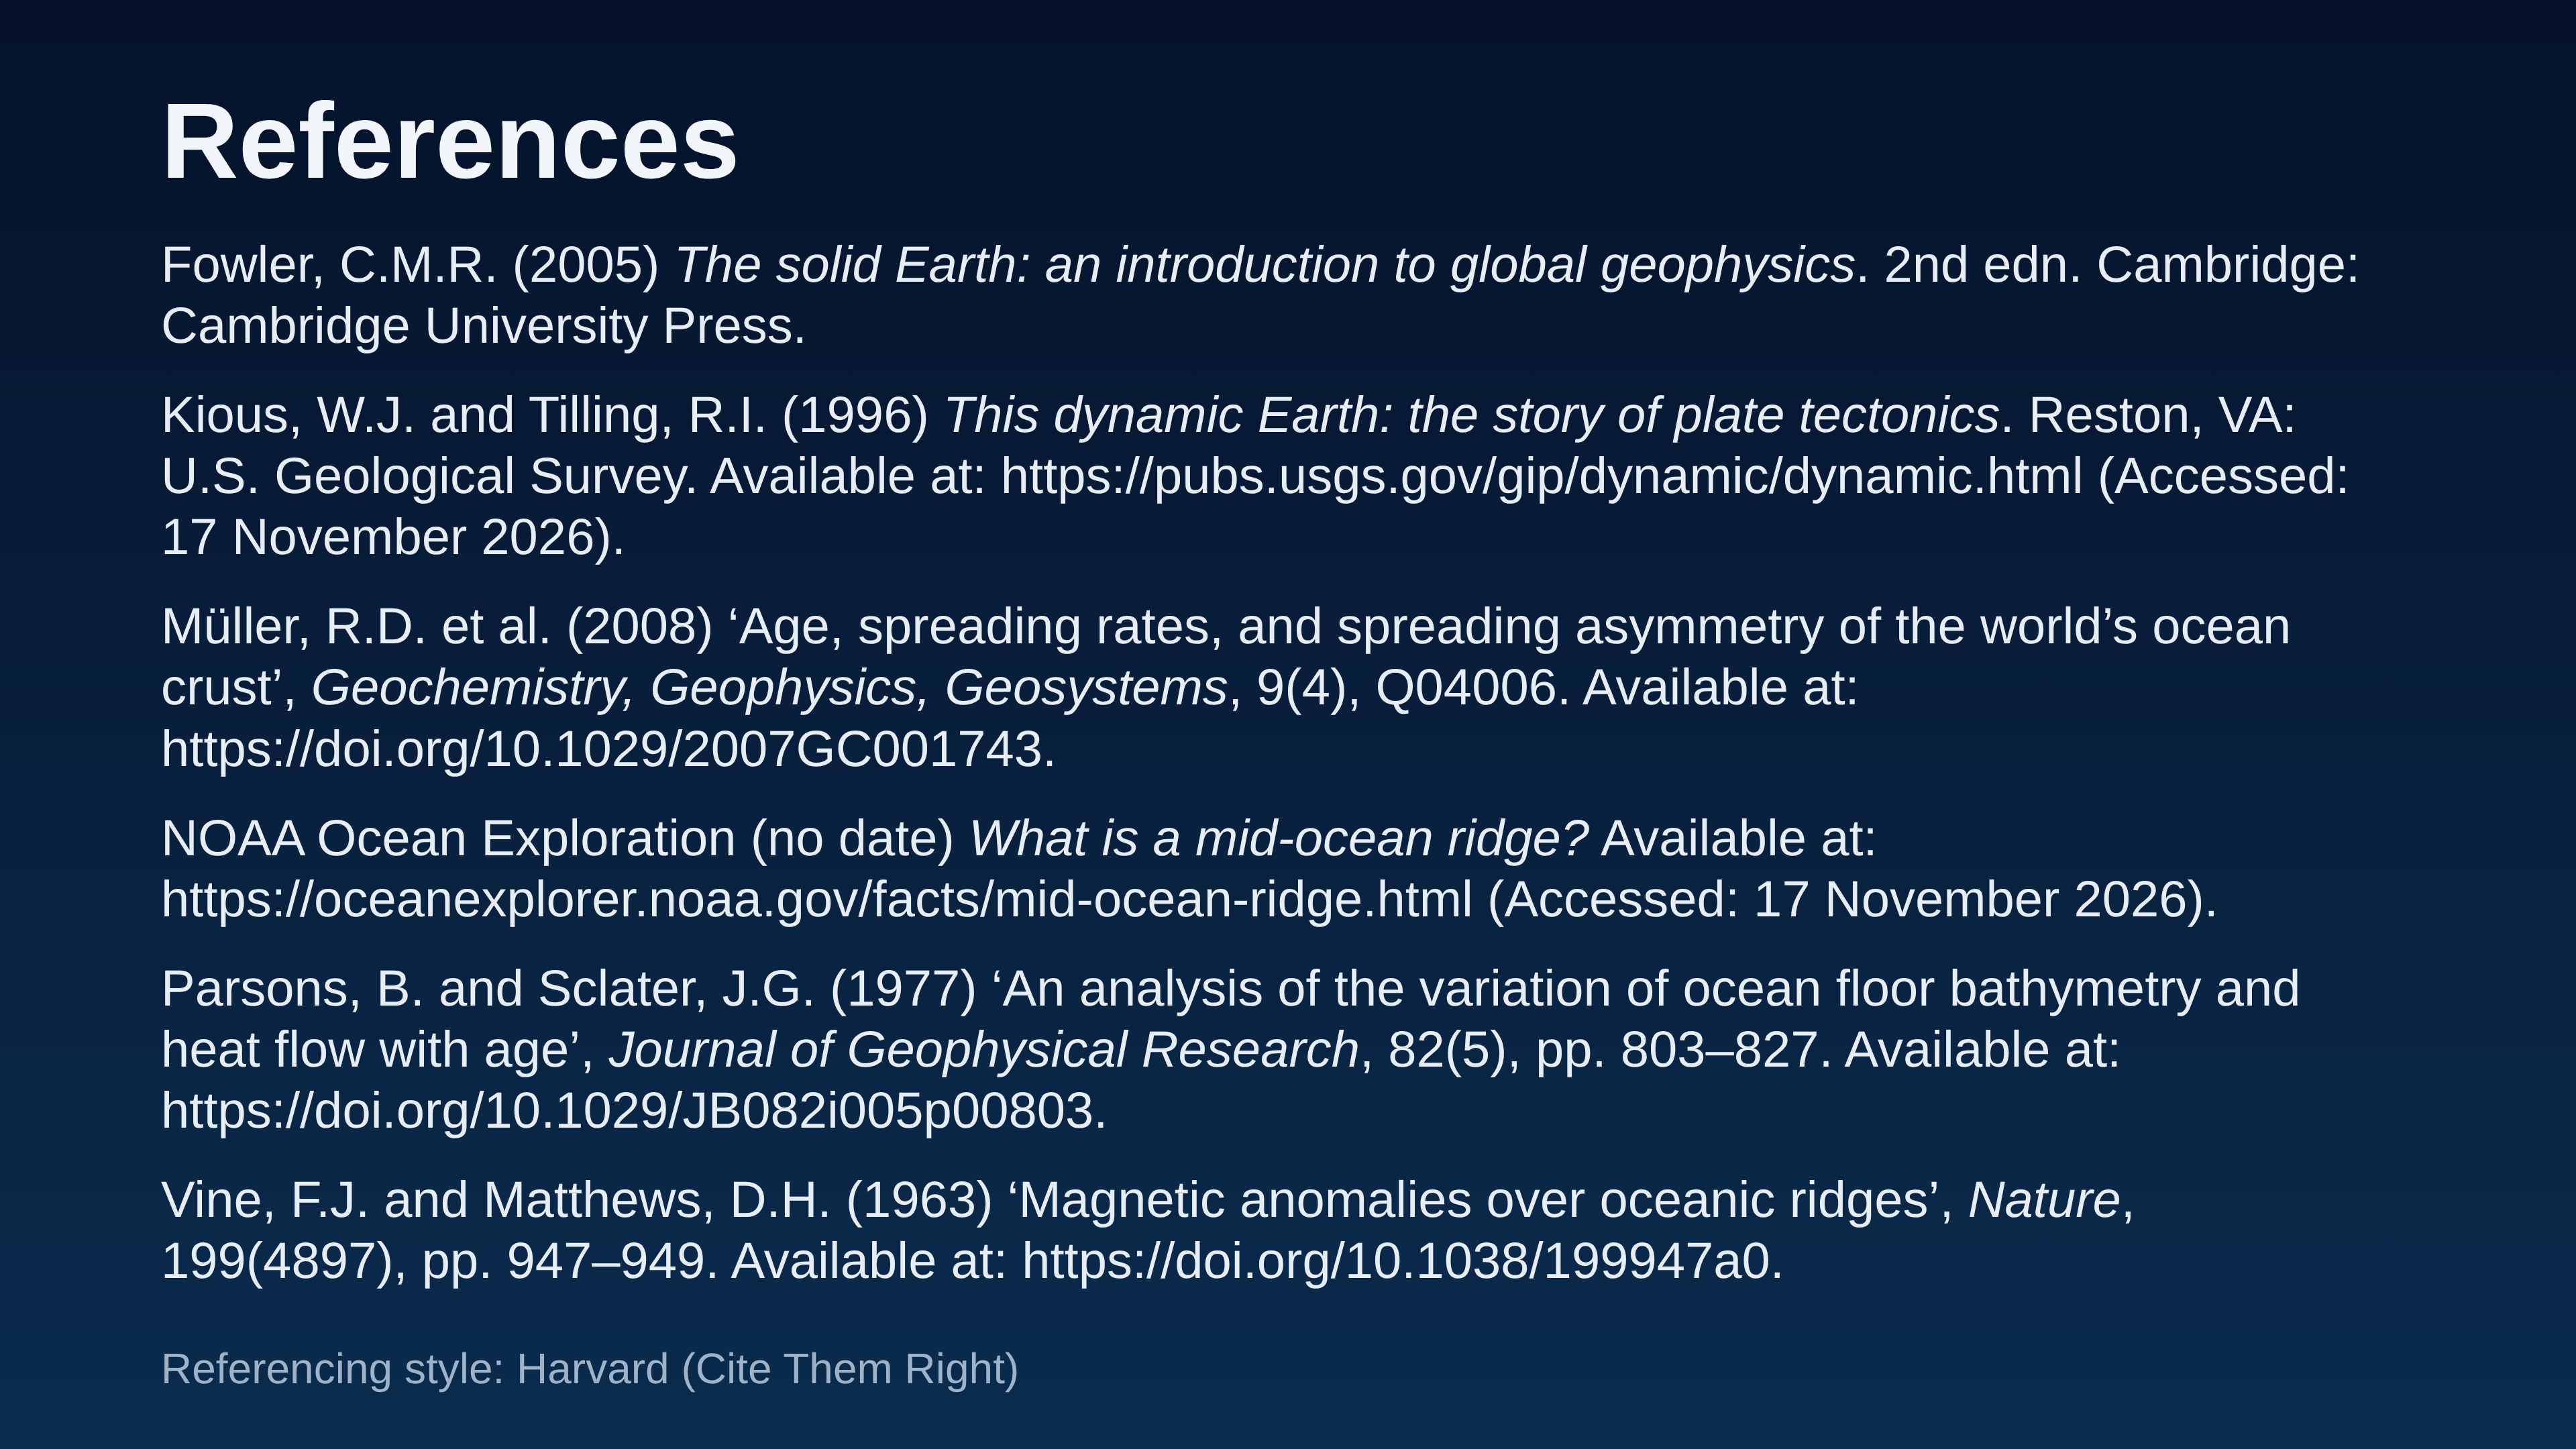 References
Fowler, C.M.R. (2005) The solid Earth: an introduction to global geophysics. 2nd edn. Cambridge:
Cambridge University Press.
Kious, W.J. and Tilling, R.I. (1996) This dynamic Earth: the story of plate tectonics. Reston, VA:
U.S. Geological Survey. Available at: https://pubs.usgs.gov/gip/dynamic/dynamic.html (Accessed:
17 November 2026).
Müller, R.D. et al. (2008) ‘Age, spreading rates, and spreading asymmetry of the world’s ocean
crust’, Geochemistry, Geophysics, Geosystems, 9(4), Q04006. Available at:
https://doi.org/10.1029/2007GC001743.
NOAA Ocean Exploration (no date) What is a mid-ocean ridge? Available at:
https://oceanexplorer.noaa.gov/facts/mid-ocean-ridge.html (Accessed: 17 November 2026).
Parsons, B. and Sclater, J.G. (1977) ‘An analysis of the variation of ocean floor bathymetry and
heat flow with age’, Journal of Geophysical Research, 82(5), pp. 803–827. Available at:
https://doi.org/10.1029/JB082i005p00803.
Vine, F.J. and Matthews, D.H. (1963) ‘Magnetic anomalies over oceanic ridges’, Nature,
199(4897), pp. 947–949. Available at: https://doi.org/10.1038/199947a0.
Referencing style: Harvard (Cite Them Right)